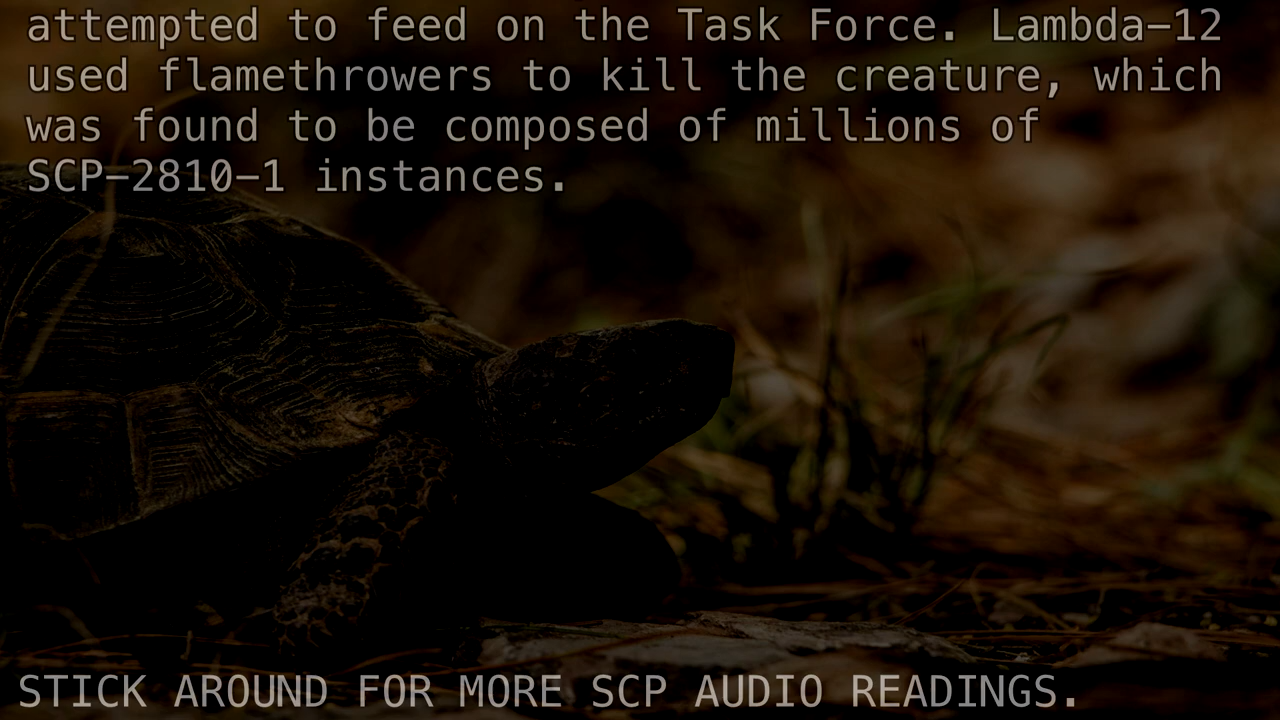 attempted to feed on the Task Force. Lambda-12
used flamethrowers to kill the creature, which
was found to be composed of millions of
SCP-2810-1 instances.
STICK AROUND FOR MORE SCP AUDIO READINGS.